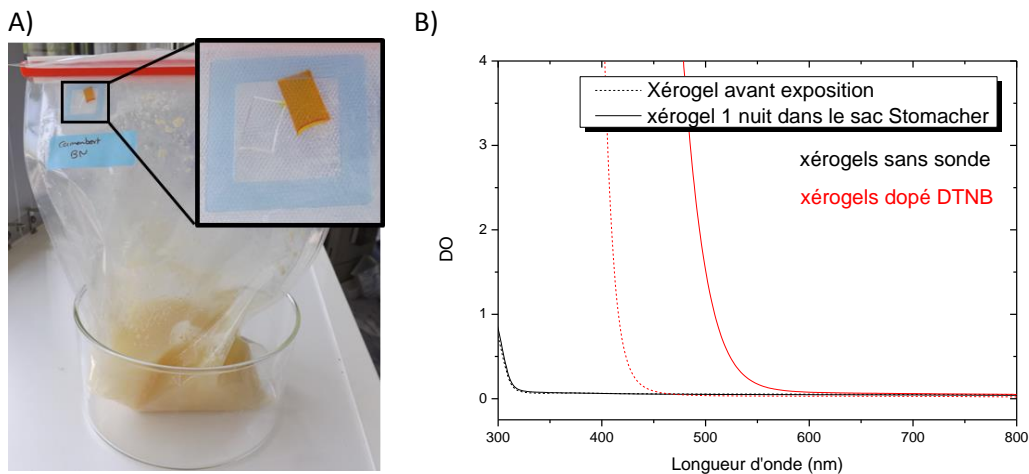 A)
Camembert
BN
B)
4
3
2
1
0
DO
Xérogel avant exposition
xérogel 1 nuit dans le sac Stomacher
xérogels sans sonde
xérogels dopé DTNB
300
400
500
600
700
800
Longueur d'onde (nm)